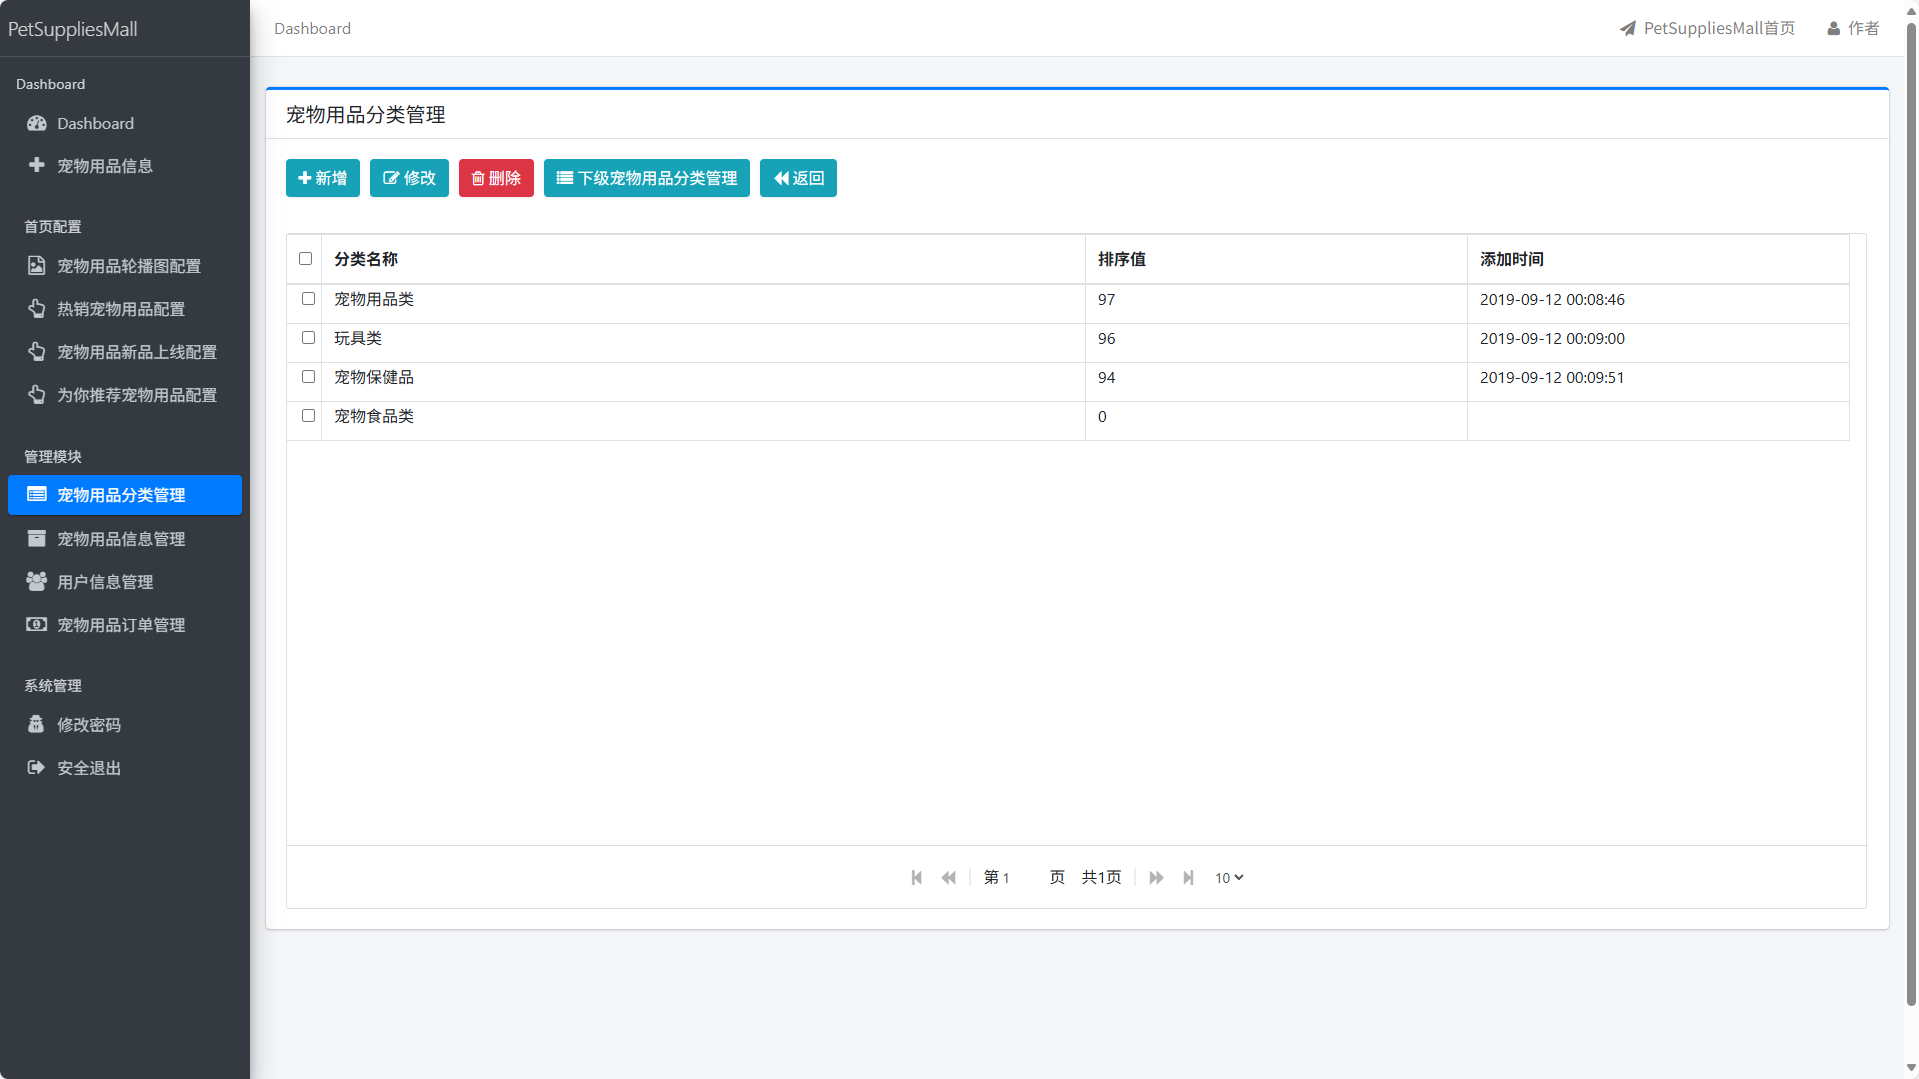 PetSuppliesMall
Dashboard
PetSuppliesMall首页
作者
Dashboard
Dashboard
宠物用品信息
首页配置
宠物用品轮播图配置
热销宠物用品配置
宠物用品新品上线配置
为你推荐宠物用品配置
管理模块
宠物用品分类管理
宠物用品信息管理
用户信息管理
宠物用品订单管理
系统管理
修改密码
安全退出
宠物用品分类管理
新增 修改 删除 下级宠物用品分类管理 返回
分类名称 排序值 添加时间
宠物用品类 97 2019-09-12 00:08:46
玩具类 96 2019-09-12 00:09:00
宠物保健品 94 2019-09-12 00:09:51
宠物食品类 0
第 1 页 共1页 10